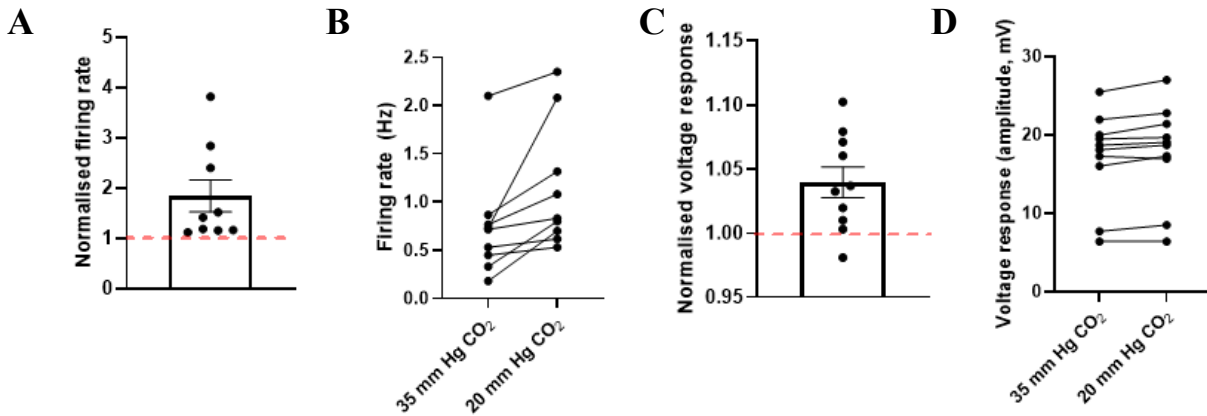 A
Normalised firing rate
5
4
3
2
1
0
B
Firing rate (Hz)
2.5
2.0
1.5
1.0
0.5
0.0
35 mm Hg CO₂
20 mm Hg CO₂
C
Normalised voltage response
1.15
1.10
1.05
1.00
0.95
D
Voltage response (amplitude, mV)
30
20
10
0
35 mm Hg CO₂
20 mm Hg CO₂